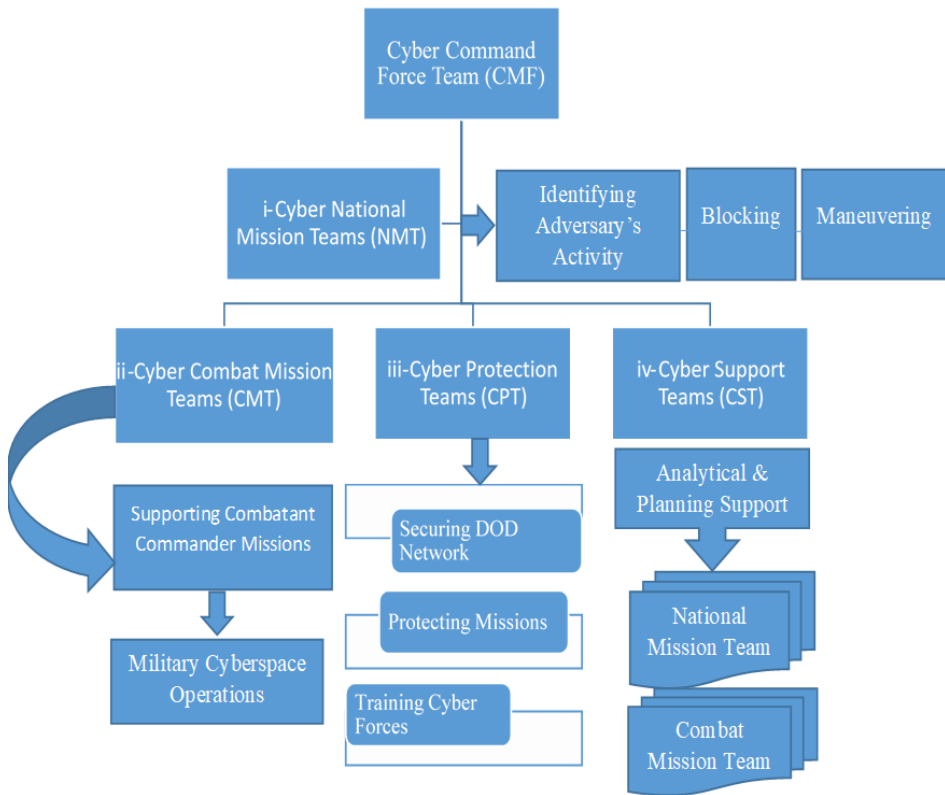 Cyber Command
Force Team (CMF)
i-Cyber National
Mission Teams (NMT)
Identifying
Adversary’s
Activity
Blocking
Maneuvering
ii-Cyber Combat Mission
Teams (CMT)
iii-Cyber Protection
Teams (CPT)
iv-Cyber Support
Teams (CST)
Supporting Combatant
Commander Missions
Military Cyberspace
Operations
Securing DOD
Network
Protecting Missions
Training Cyber
Forces
Analytical &
Planning Support
National
Mission Team
Combat
Mission Team